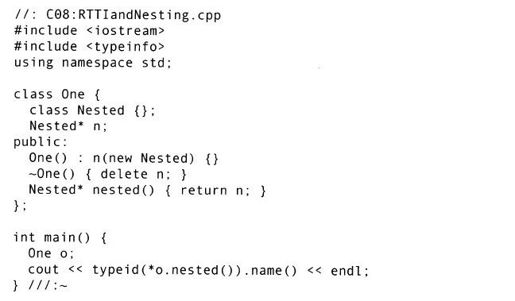 //: C08:RTTIandNesting.cpp
#include <iostream>
#include <typeinfo>
using namespace std;

class One {
  class Nested {};
  Nested* n;
public:
  One() : n(new Nested) {}
  ~One() { delete n; }
  Nested* nested() { return n; }
};

int main() {
  One o;
  cout << typeid(*o.nested()).name() << endl;
} ///:~